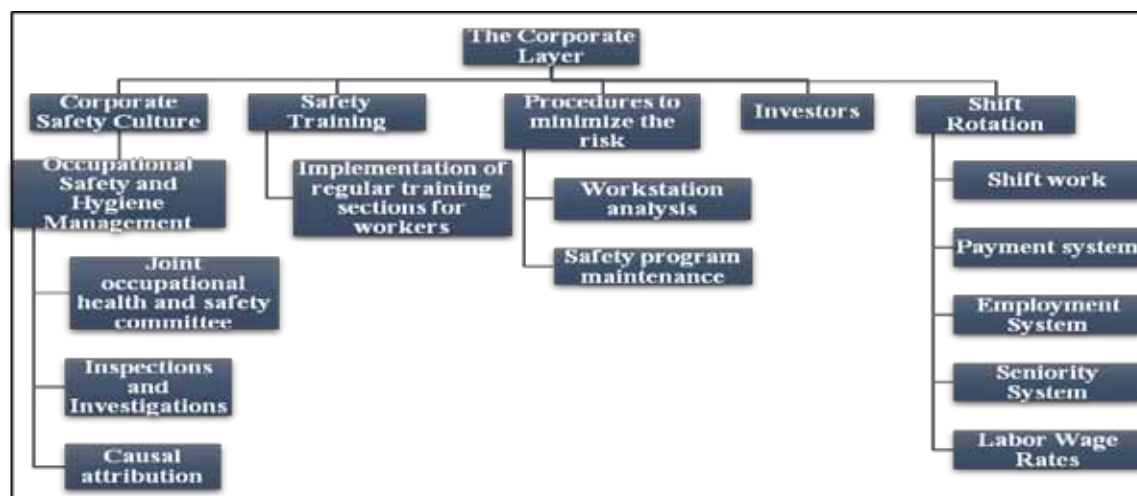 The Corporate
Layer
Corporate
Safety Culture
Safety
Training
Procedures to
minimize the
risk
Investors
Shift
Rotation
Occupational
Safety and
Hygiene
Management
Joint
occupational
health and safety
committee
Inspections
and
Investigations
Causal
attribution
Implementation of
regular training
sections for
workers
Workstation
analysis
Safety program
maintenance
Shift work
Payment system
Employment
System
Seniority
System
Labor Wage
Rates